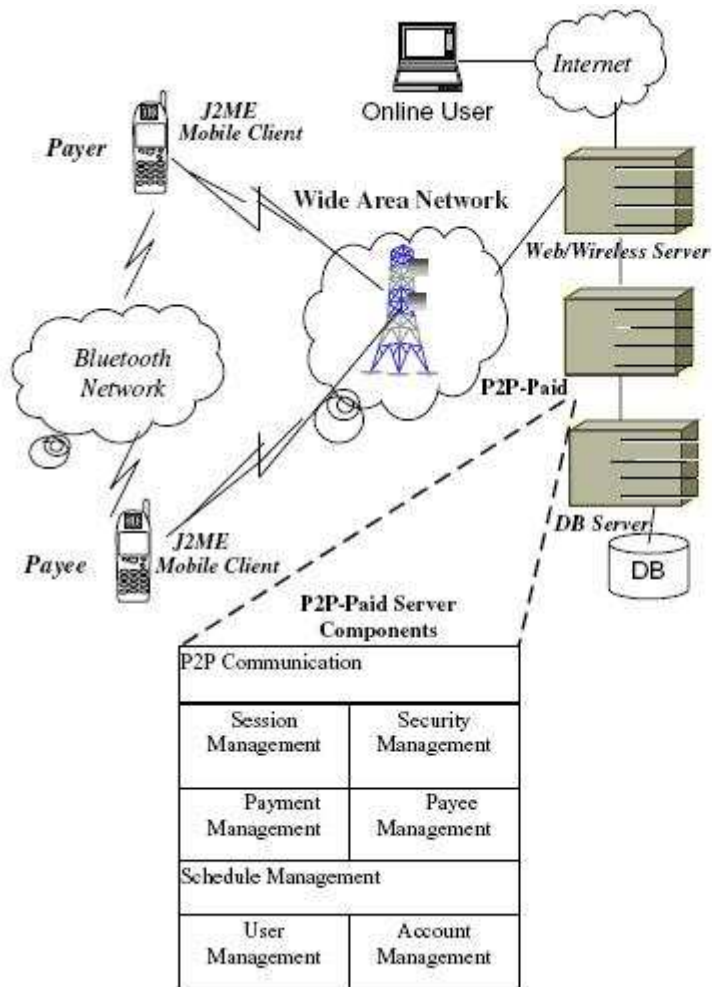 Internet
Online User
J2ME
Mobile Client
Payer
Wide Area Network
Web/Wireless Server
Bluetooth
Network
P2P-Paid
DB Server
J2ME
Mobile Client
Payee
DB
P2P-Paid Server
Components
P2P Communication
Session
Management
Security
Management
Payment
Management
Payee
Management
Schedule Management
User
Management
Account
Management